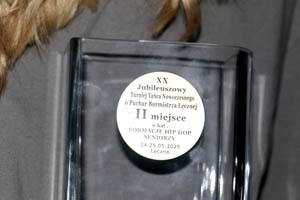 XX
Jubileuszowy
Turniej Tańca Nowoczesnego
o Puchar Burmistrza Łęcznej
II miejsce
w kat.
FORMACJE HIP HOP
SENIORZY
24-25.05.2025
Łęczna